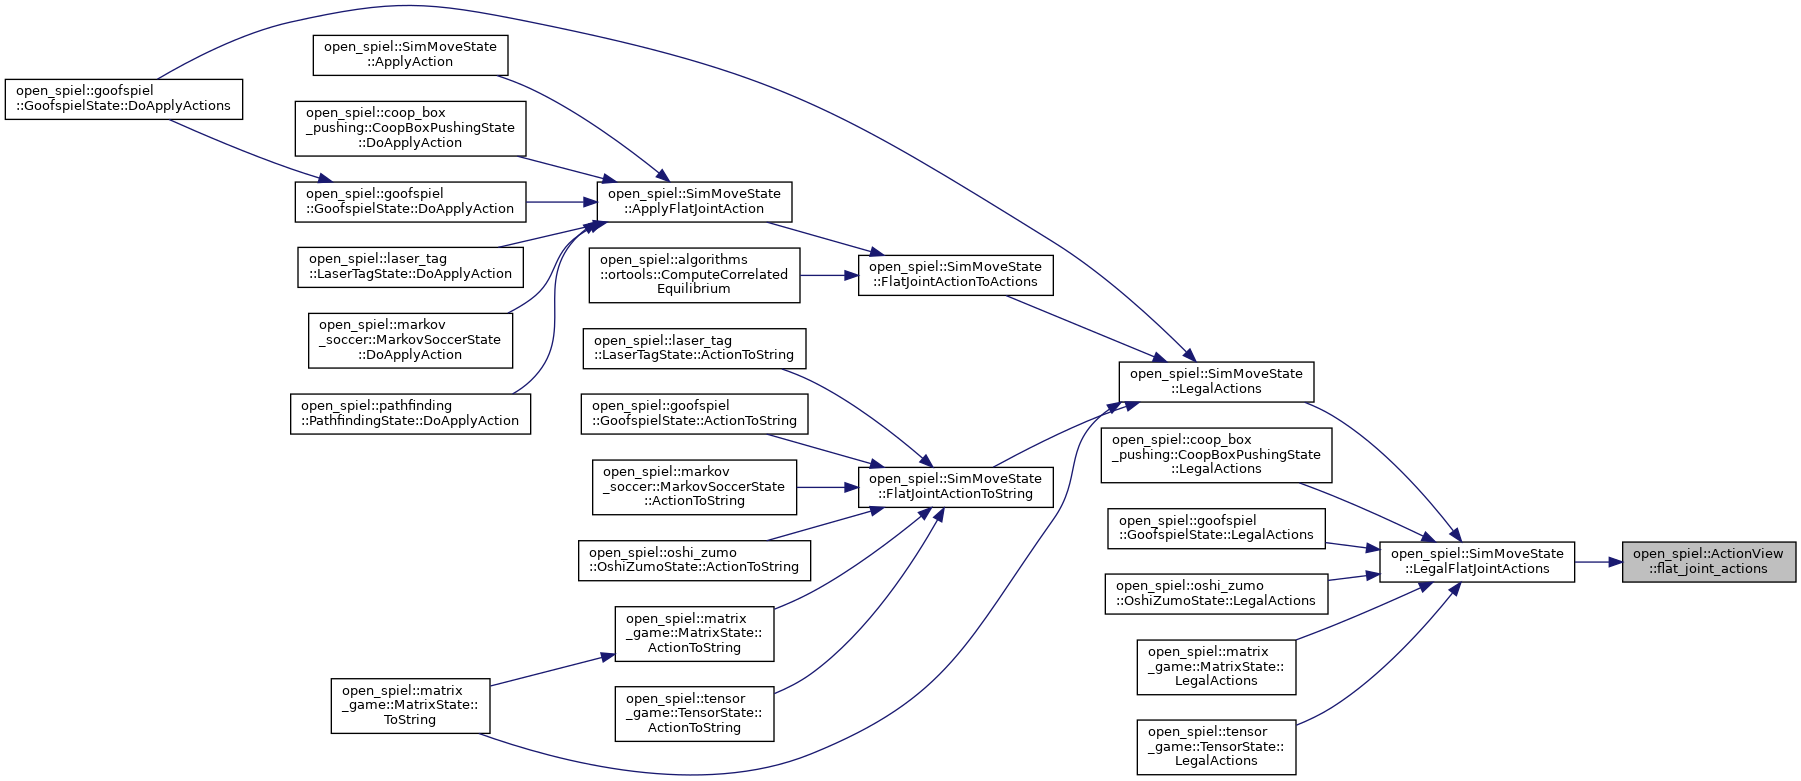 open_spiel::goofspiel
::GoofspielState::DoApplyActions
open_spiel::SimMoveState
::ApplyAction
open_spiel::coop_box
_pushing::CoopBoxPushingState
::DoApplyAction
open_spiel::goofspiel
::GoofspielState::DoApplyAction
open_spiel::laser_tag
::LaserTagState::DoApplyAction
open_spiel::markov
_soccer::MarkovSoccerState
::DoApplyAction
open_spiel::pathfinding
::PathfindingState::DoApplyAction
open_spiel::matrix
_game::MatrixState::
ToString
open_spiel::SimMoveState
::ApplyFlatJointAction
open_spiel::algorithms
::ortools::ComputeCorrelated
Equilibrium
open_spiel::laser_tag
::LaserTagState::ActionToString
open_spiel::goofspiel
::GoofspielState::ActionToString
open_spiel::markov
_soccer::MarkovSoccerState
::ActionToString
open_spiel::oshi_zumo
::OshiZumoState::ActionToString
open_spiel::matrix
_game::MatrixState::
ActionToString
open_spiel::tensor
_game::TensorState::
ActionToString
open_spiel::SimMoveState
::FlatJointActionToActions
open_spiel::SimMoveState
::FlatJointActionToString
open_spiel::SimMoveState
::LegalActions
open_spiel::coop_box
_pushing::CoopBoxPushingState
::LegalActions
open_spiel::goofspiel
::GoofspielState::LegalActions
open_spiel::oshi_zumo
::OshiZumoState::LegalActions
open_spiel::matrix
_game::MatrixState::
LegalActions
open_spiel::tensor
_game::TensorState::
LegalActions
open_spiel::SimMoveState
::LegalFlatJointActions
open_spiel::ActionView
::flat_joint_actions